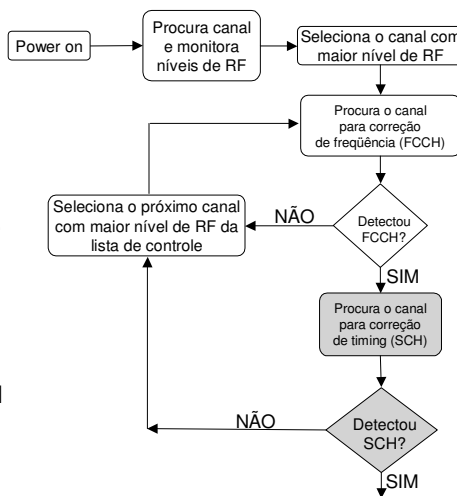 Power on
Procura canal
e monitora
níveis de RF
Seleciona o canal com
maior nível de RF
Procura o canal
para correção
de freqüência (FCCH)
Seleciona o próximo canal
com maior nível de RF da
lista de controle
NÃO
Detectou
FCCH?
SIM
Procura o canal
para correção
de timing (SCH)
NÃO
Detectou
SCH?
SIM